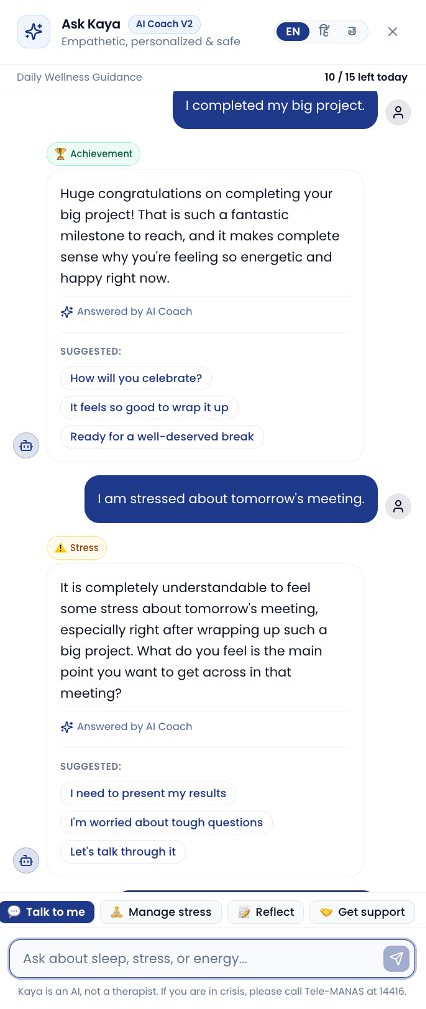 Ask Kaya AI Coach V2
Empathetic, personalized & safe
EN हिं ಕ
Daily Wellness Guidance 10 / 15 left today
I completed my big project.
🏆 Achievement
Huge congratulations on completing your
big project! That is such a fantastic
milestone to reach, and it makes complete
sense why you're feeling so energetic and
happy right now.
Answered by AI Coach
SUGGESTED:
How will you celebrate?
It feels so good to wrap it up
Ready for a well-deserved break
I am stressed about tomorrow's meeting.
⚠️ Stress
It is completely understandable to feel
some stress about tomorrow's meeting,
especially right after wrapping up such a
big project. What do you feel is the main
point you want to get across in that
meeting?
Answered by AI Coach
SUGGESTED:
I need to present my results
I'm worried about tough questions
Let's talk through it
💬 Talk to me 🧘 Manage stress 📝 Reflect 🤝 Get support
Ask about sleep, stress, or energy...
Kaya is an AI, not a therapist. If you are in crisis, please call Tele-MANAS at 14416.